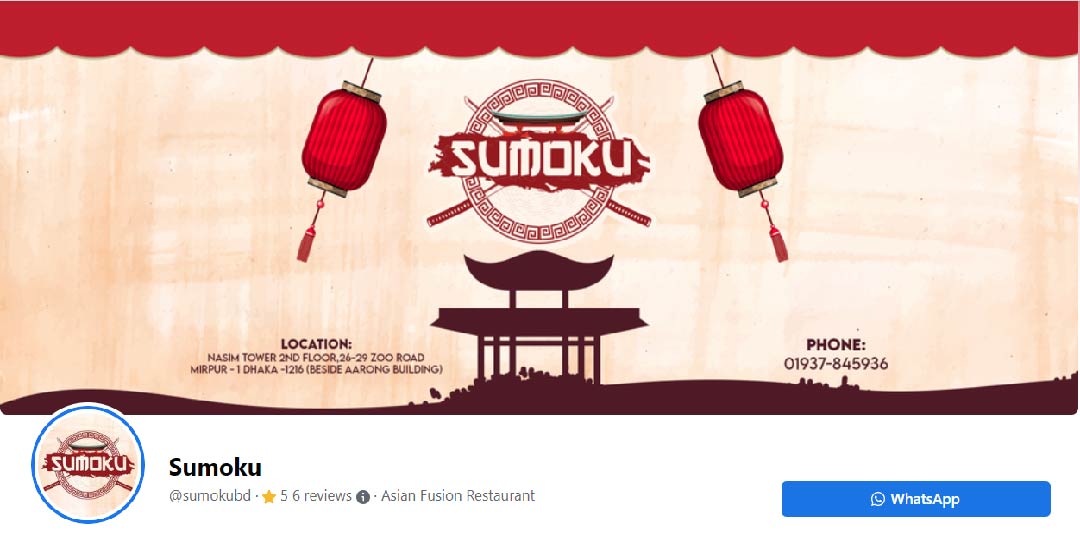 SUMOKU
LOCATION:
NASIM TOWER 2ND FLOOR,26-29 ZOO ROAD
MIRPUR - 1 DHAKA -1216 (BESIDE AARONG BUILDING)
PHONE:
01937-845936
SUMOKU
Sumoku
@sumokubd · 5 6 reviews · Asian Fusion Restaurant
WhatsApp